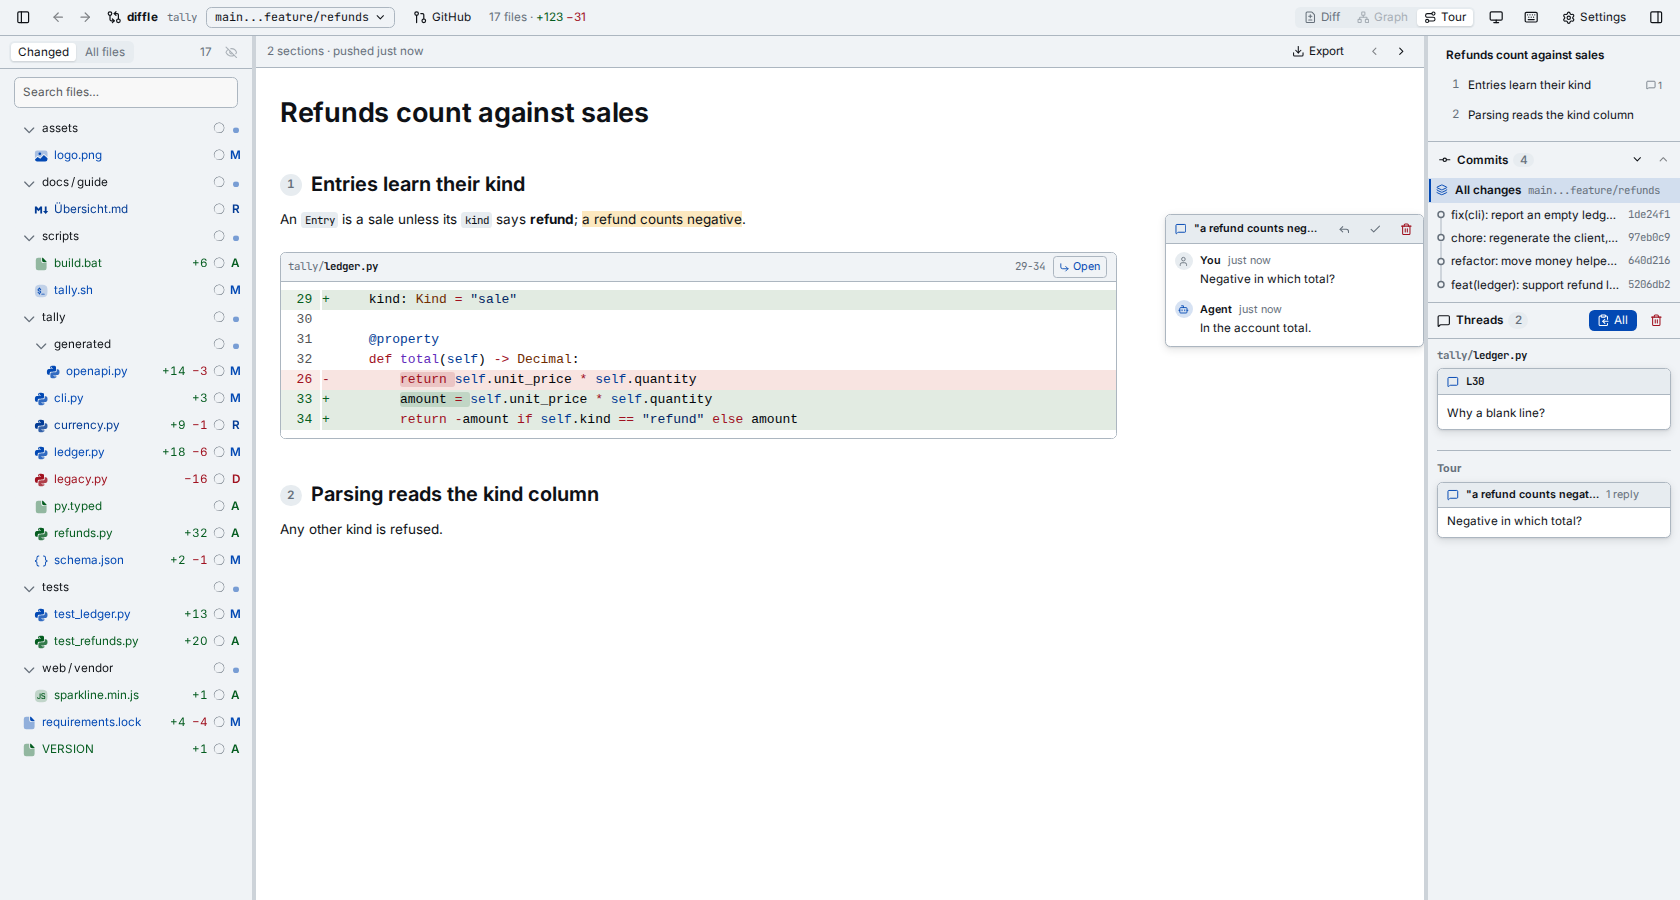 diffle tally main...feature/refunds GitHub 17 files · +123 −31 Diff Graph Tour Settings
Changed All files 17
Search files...
assets
logo.png M
docs/guide
Übersicht.md R
scripts
build.bat +6 A
tally.sh M
tally
generated
openapi.py +14 −3 M
cli.py +3 M
currency.py +9 −1 R
ledger.py +18 −6 M
legacy.py −16 D
py.typed A
refunds.py +32 A
schema.json +2 −1 M
tests
test_ledger.py +13 M
test_refunds.py +20 A
web/vendor
sparkline.min.js +1 A
requirements.lock +4 −4 M
VERSION +1 A
2 sections · pushed just now Export
Refunds count against sales
1 Entries learn their kind
An Entry is a sale unless its kind says refund; a refund counts negative.
tally/ledger.py 29-34 Open
29 + kind: Kind = "sale"
30
31 @property
32 def total(self) -> Decimal:
26 - return self.unit_price * self.quantity
33 + amount = self.unit_price * self.quantity
34 + return -amount if self.kind == "refund" else amount
2 Parsing reads the kind column
Any other kind is refused.
"a refund counts neg...
You just now
Negative in which total?
Agent just now
In the account total.
Refunds count against sales
1 Entries learn their kind 1
2 Parsing reads the kind column
Commits 4
All changes main...feature/refunds
fix(cli): report an empty ledg... 1de24f1
chore: regenerate the client,... 97eb0c9
refactor: move money helpe... 640d216
feat(ledger): support refund l... 5206db2
Threads 2 All
tally/ledger.py
L30
Why a blank line?
Tour
"a refund counts negat... 1 reply
Negative in which total?